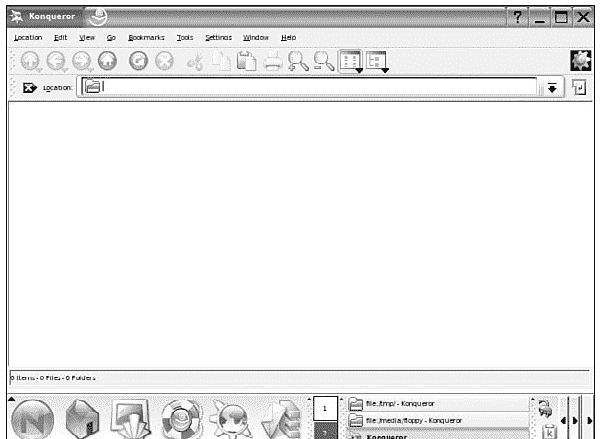 Konqueror
Location Edit View Go Bookmarks Tools Settings Window Help
Location:
0 Items - 0 Files - 0 Folders
1
file:/tmp/ - Konqueror
file:/media/floppy - Konqueror
Konqueror